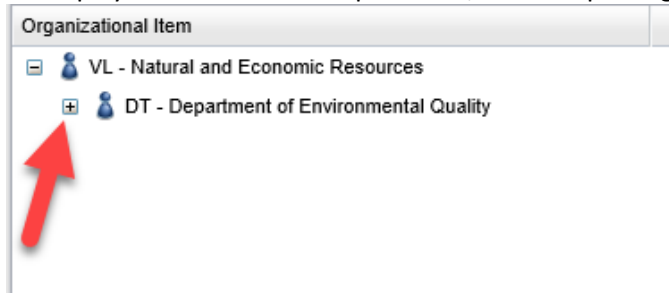 Organizational Item
VL - Natural and Economic Resources
DT - Department of Environmental Quality